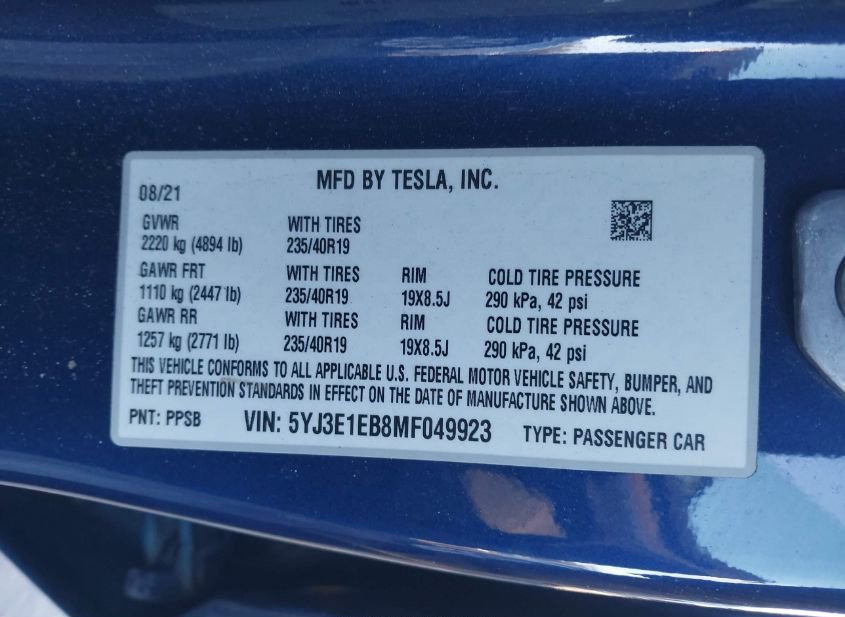 MFD BY TESLA, INC.
08/21
GVWR WITH TIRES
2220 kg (4894 lb) 235/40R19
GAWR FRT WITH TIRES RIM COLD TIRE PRESSURE
1110 kg (2447 lb) 235/40R19 19X8.5J 290 kPa, 42 psi
GAWR RR WITH TIRES RIM COLD TIRE PRESSURE
1257 kg (2771 lb) 235/40R19 19X8.5J 290 kPa, 42 psi
THIS VEHICLE CONFORMS TO ALL APPLICABLE U.S. FEDERAL MOTOR VEHICLE SAFETY, BUMPER, AND
THEFT PREVENTION STANDARDS IN EFFECT ON THE DATE OF MANUFACTURE SHOWN ABOVE.
PNT: PPSB VIN: 5YJ3E1EB8MF049923 TYPE: PASSENGER CAR